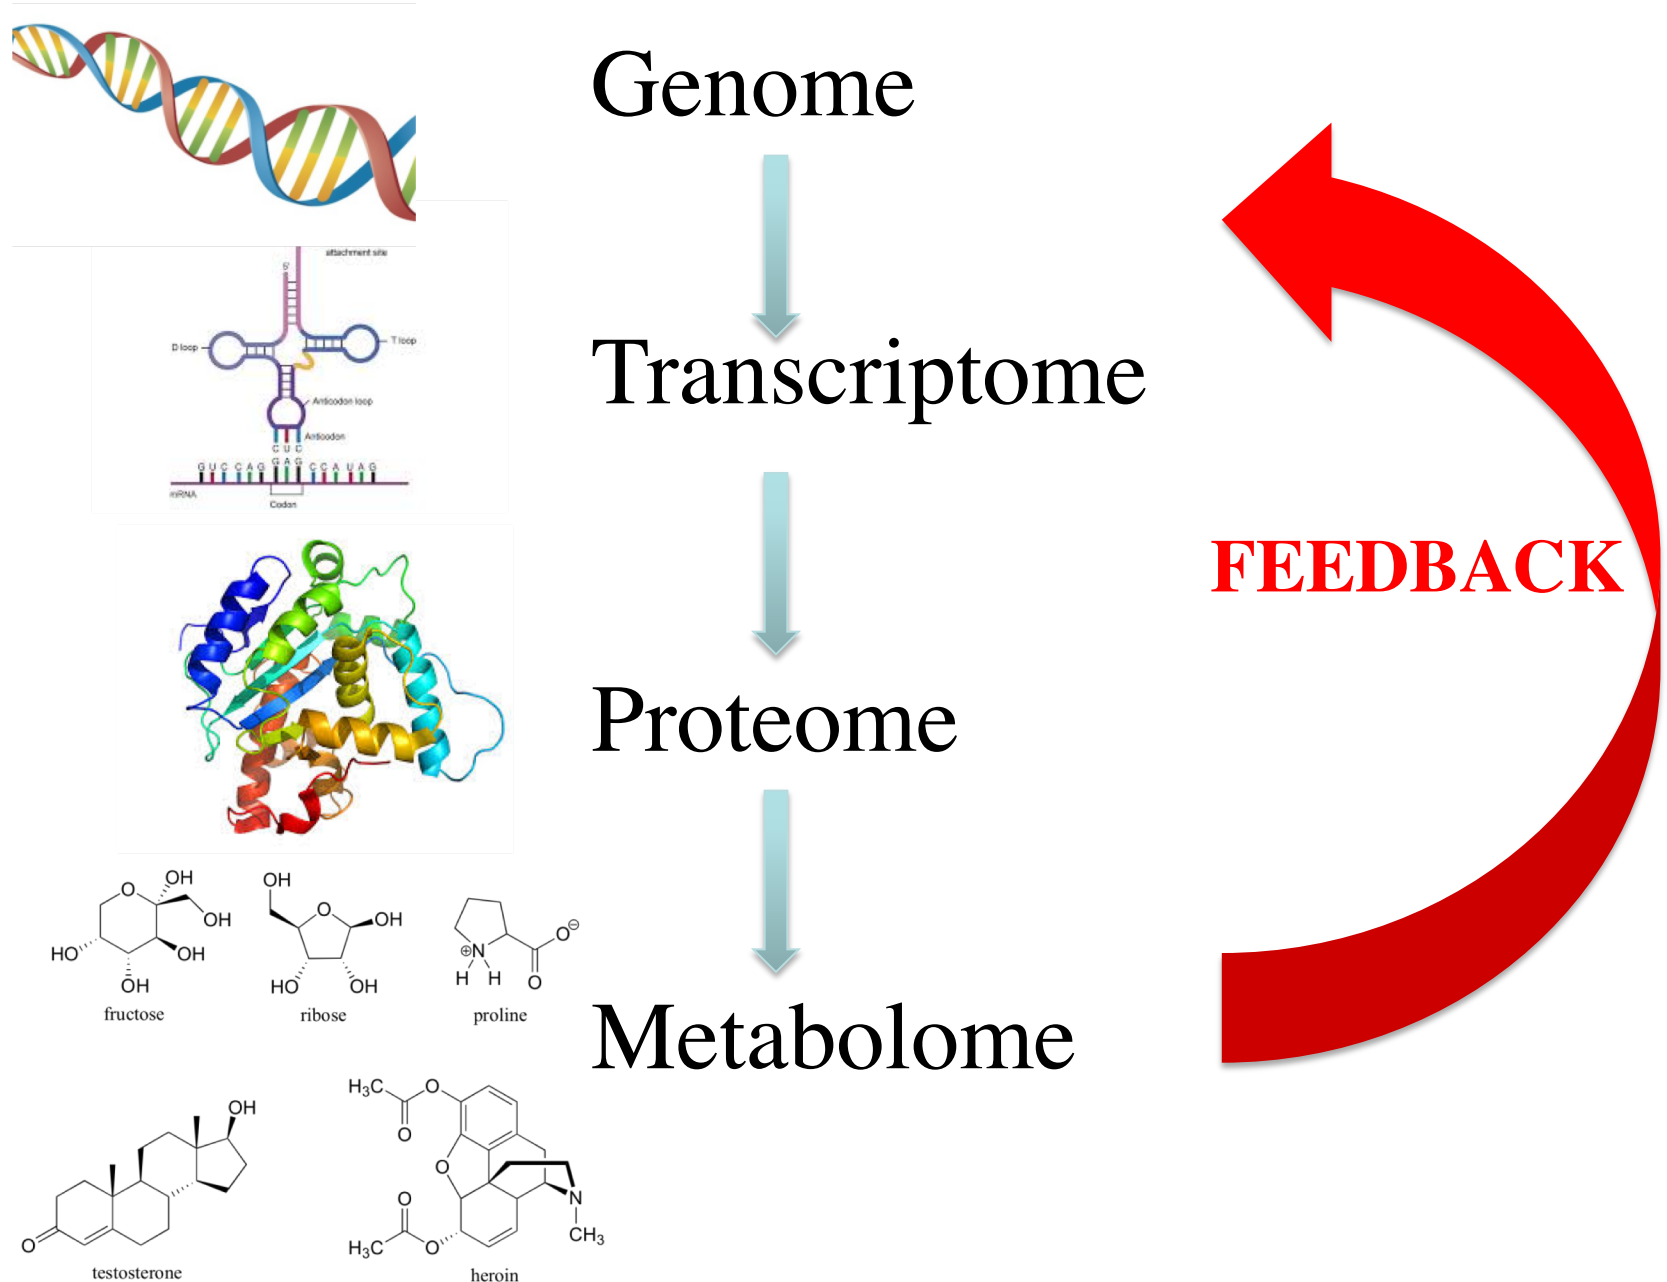 Genome
attachment site
5'
D loop
T loop
Anticodon loop
Anticodon
C U C
G U C C A G G A G C C A U A G
mRNA
Codon
Transcriptome
FEEDBACK
Proteome
O OH
OH
HO OH
OH
fructose
OH
O OH
HO OH
ribose
O⊖
⊕N
H H O
proline
Metabolome
OH
O
testosterone
H₃C O
O
O
O N
CH₃
H₃C O
heroin